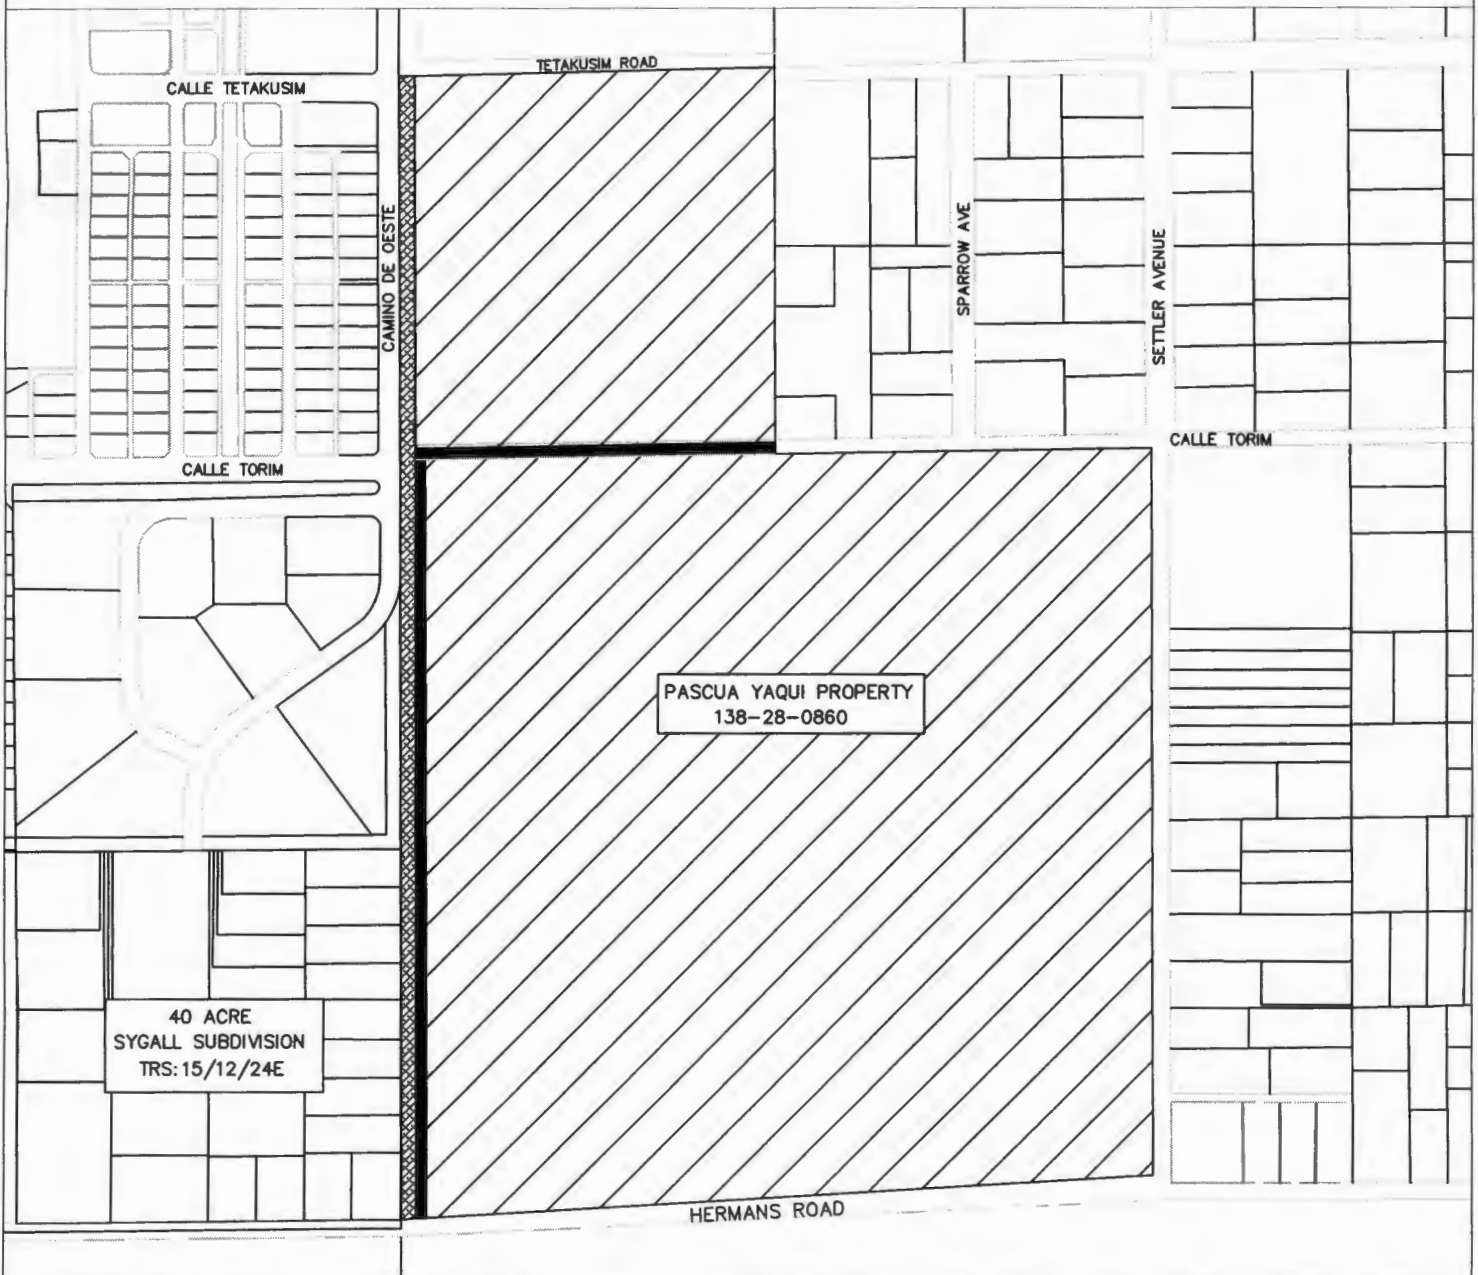 TETAKUSIM ROAD
CALLE TETAKUSIM
CAMINO DE OESTE
SPARROW AVE
SETTLER AVENUE
CALLE TORIM
CALLE TORIM
PASCUA YAQUI PROPERTY
138-28-0860
40 ACRE
SYGALL SUBDIVISION
TRS: 15/12/24E
HERMANS ROAD